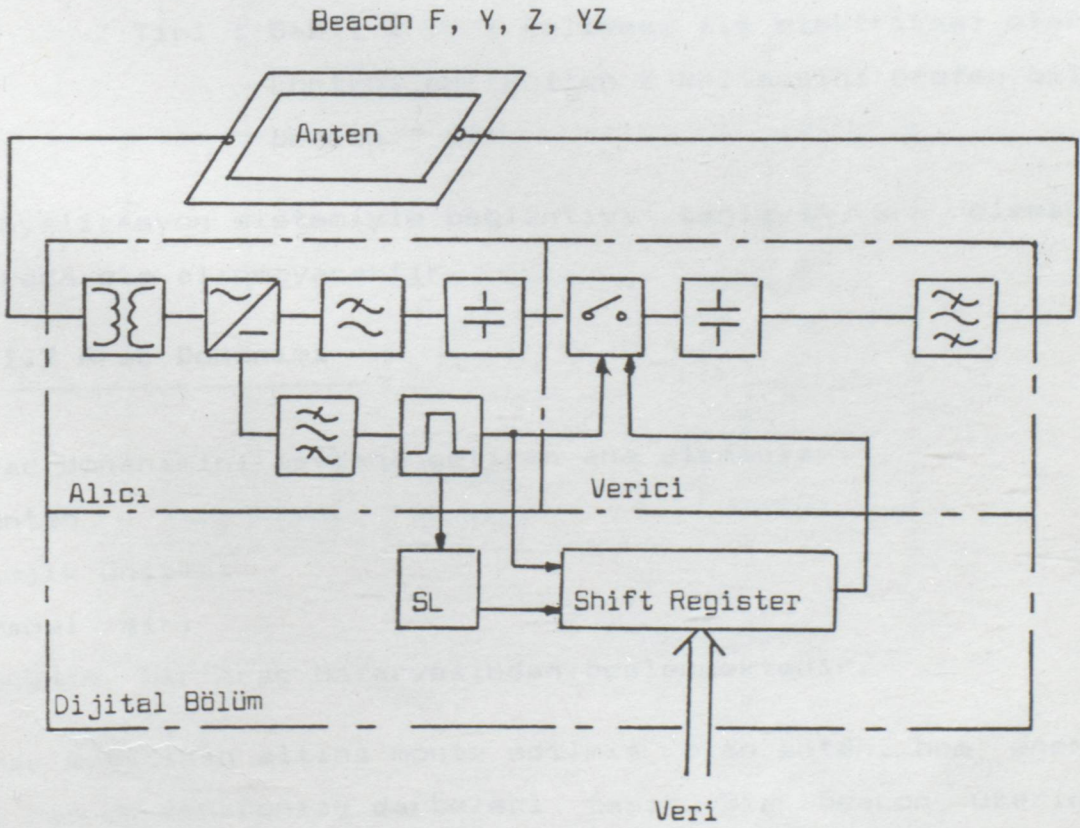 Beacon F, Y, Z, YZ
Anten
Alıcı
Verici
SL
Shift Register
Dijital Bölüm
Veri